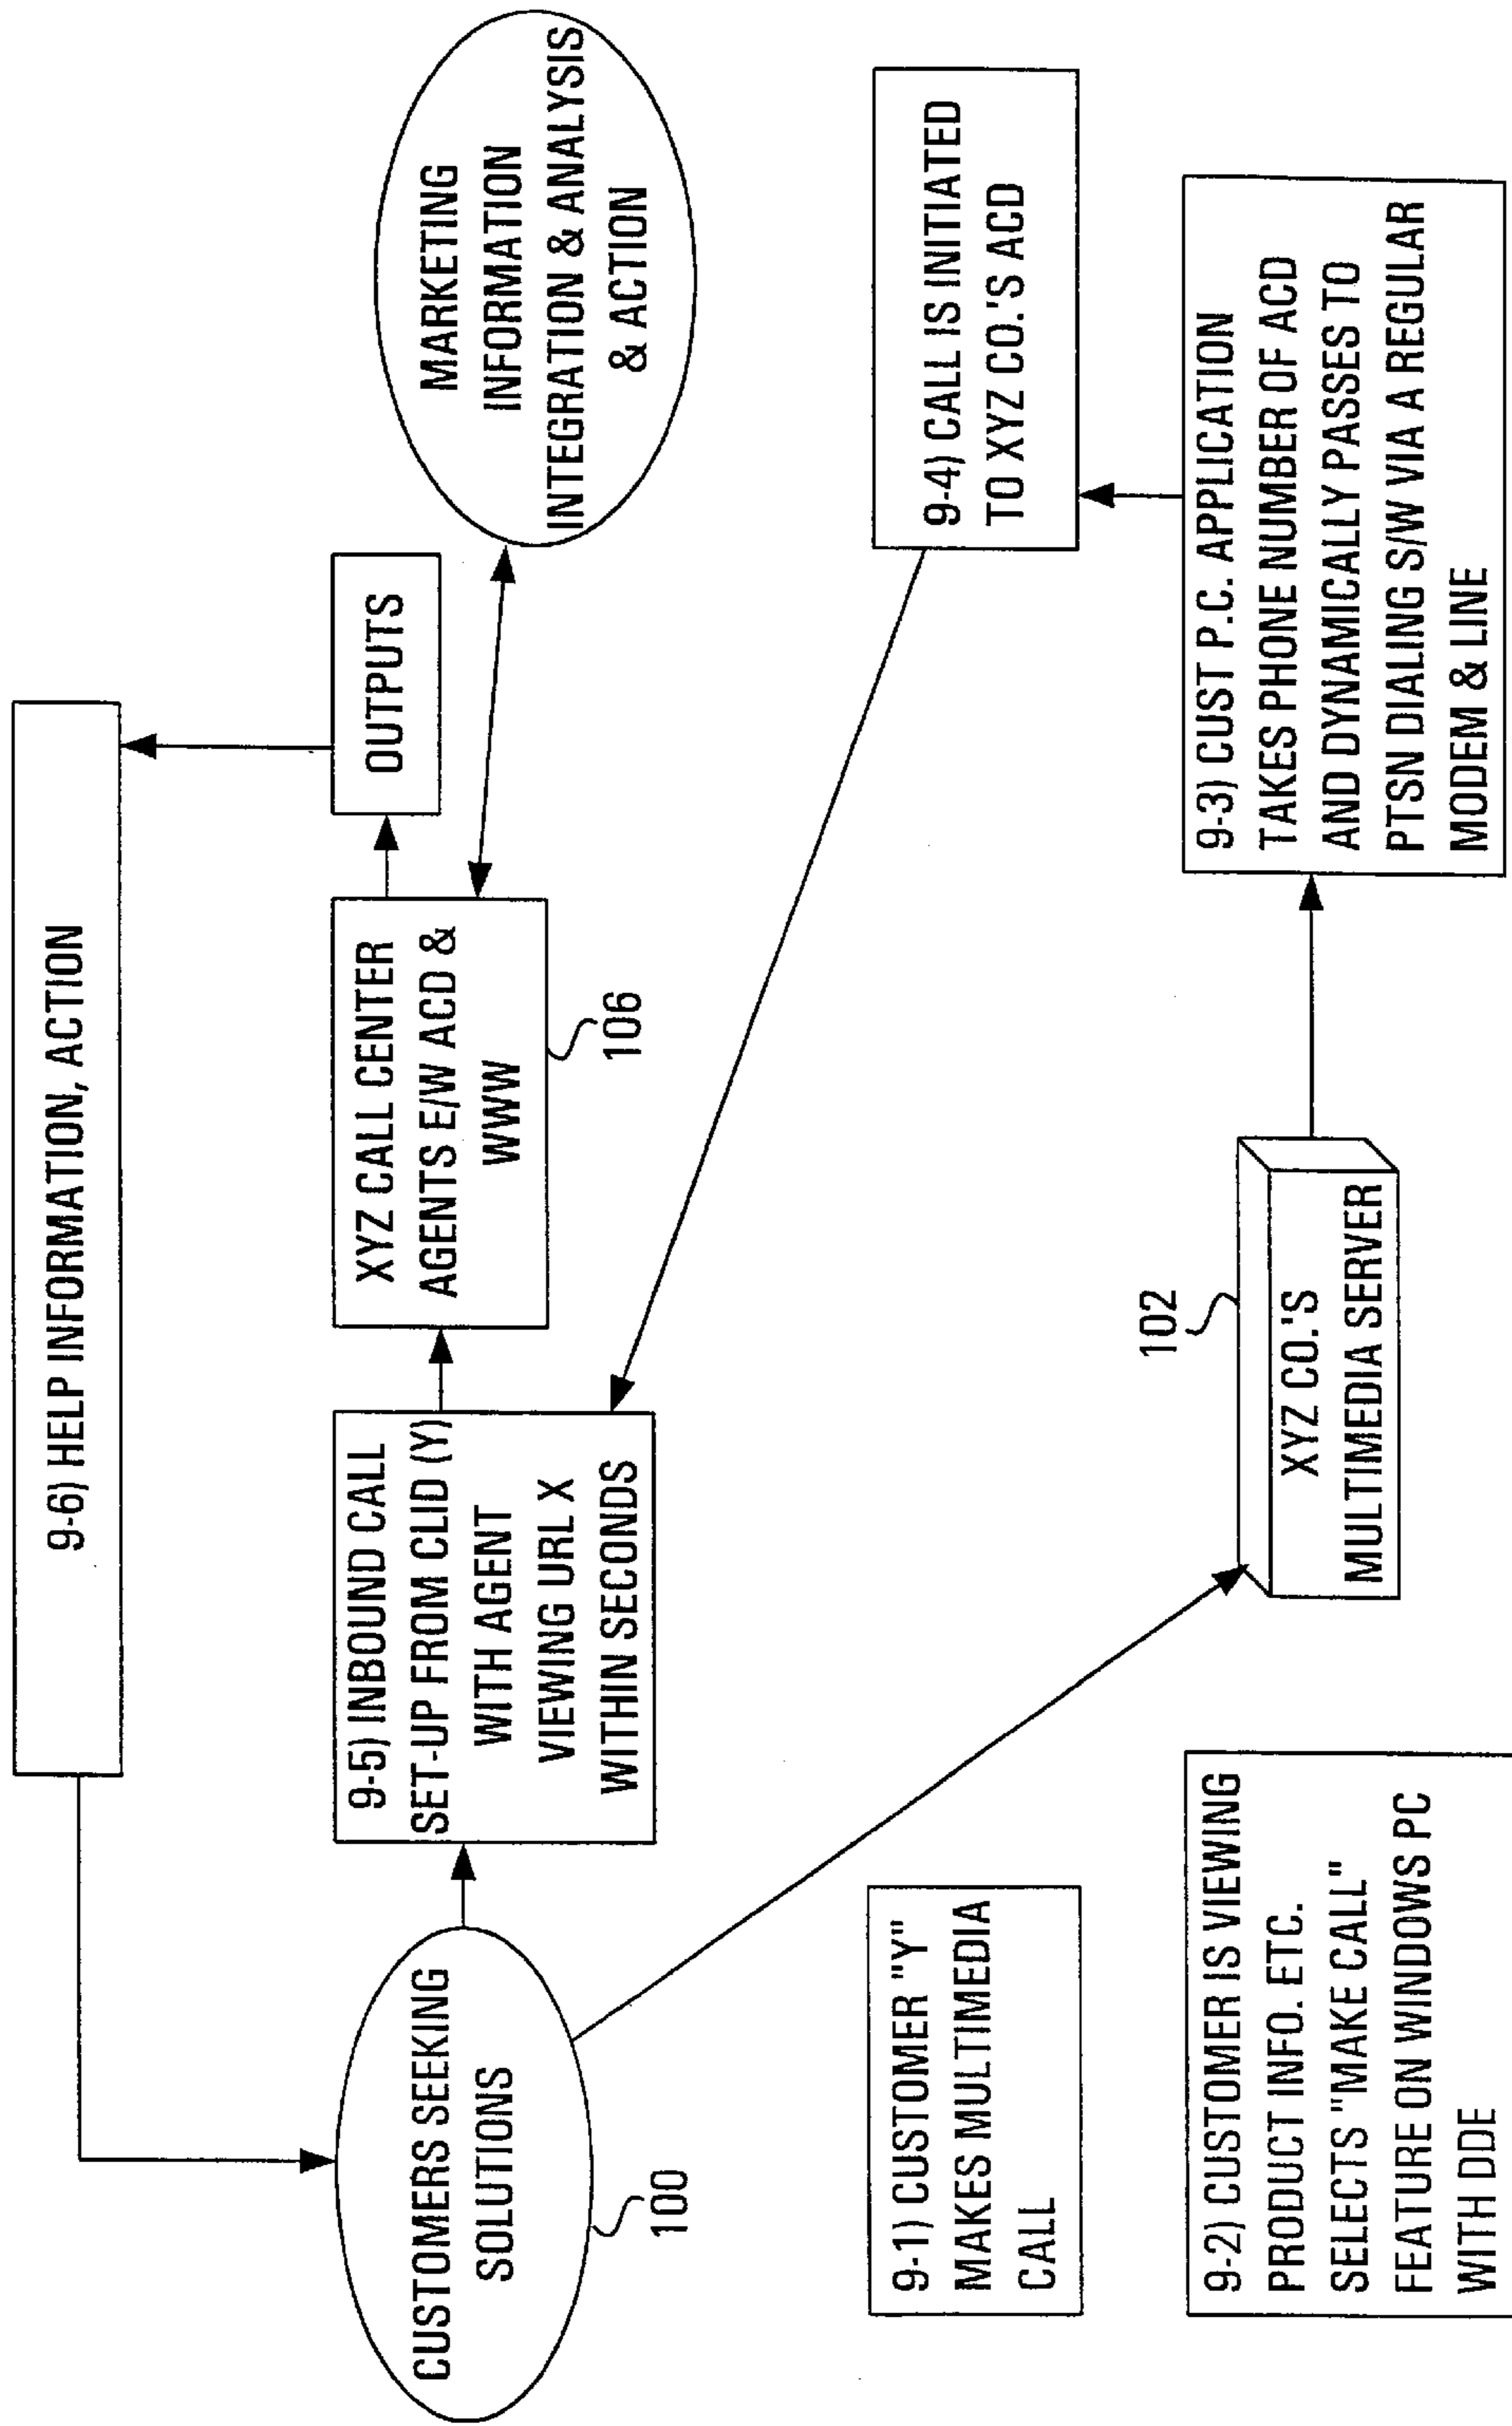 9-6) HELP INFORMATION, ACTION
CUSTOMERS SEEKING
SOLUTIONS
100
9-5) INBOUND CALL
SET-UP FROM CLID (Y)
WITH AGENT
VIEWING URL X
WITHIN SECONDS
XYZ CALL CENTER
AGENTS E/W ACD &
WWW
106
OUTPUTS
MARKETING
INFORMATION
INTEGRATION & ANALYSIS
& ACTION
9-1) CUSTOMER "Y"
MAKES MULTIMEDIA
CALL
9-4) CALL IS INITIATED
TO XYZ CO.'S ACD
9-2) CUSTOMER IS VIEWING
PRODUCT INFO. ETC.
SELECTS "MAKE CALL"
FEATURE ON WINDOWS PC
WITH DDE
102
XYZ CO.'S
MULTIMEDIA SERVER
9-3) CUST P.C. APPLICATION
TAKES PHONE NUMBER OF ACD
AND DYNAMICALLY PASSES TO
PTSN DIALING S/W VIA A REGULAR
MODEM & LINE